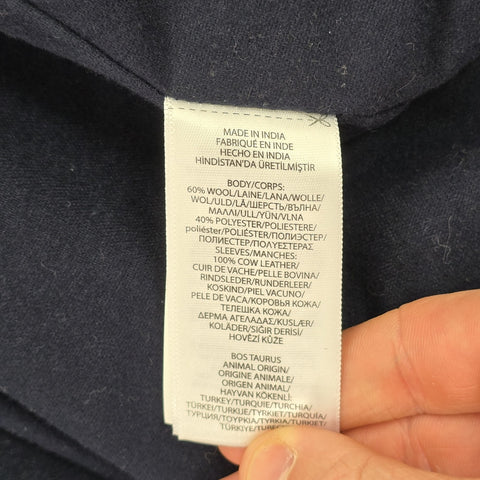 MADE IN INDIA
FABRIQUÉ EN INDE
HECHO EN INDIA
HİNDİSTAN'DA ÜRETİLMİŞTİR
BODY/CORPS:
60% WOOL/LAINE/LANA/WOLLE/
WOL/ULD/LÃ/ШЕРСТЬ/ВЪЛНА/
ΜΑΛΛΙ/ULL/YÜN/VLNA
40% POLYESTER/POLIESTERE/
poliéster/POLIÉSTER/ПОЛИЭСТЕР/
ПОЛИЕСТЕР/ΠΟΛΥΕΣΤΕΡΑΣ
SLEEVES/MANCHES:
100% COW LEATHER/
CUIR DE VACHE/PELLE BOVINA/
RINDSLEDER/RUNDERLEER/
KOSKIND/PIEL VACUNO/
PELE DE VACA/КОРОВЬЯ КОЖА/
ТЕЛЕШКА КОЖА/
ΔΕΡΜΑ ΑΓΕΛΑΔΑΣ/KUSLÆR/
KOLÄDER/SIĞIR DERİSİ/
HOVĚZÍ KŮŽE
BOS TAURUS
ANIMAL ORIGIN/
ORIGINE ANIMALE/
ORIGEN ANIMAL/
HAYVAN KÖKENLİ:
TURKEY/TURQUIE/TURCHIA/
TÜRKEI/TURKIJE/TYRKIET/TURQUÍA/
TURQUIA/ΤΟΥΡΚΙΑ/TYRKIA/TURKIET/
TÜRKİYE/